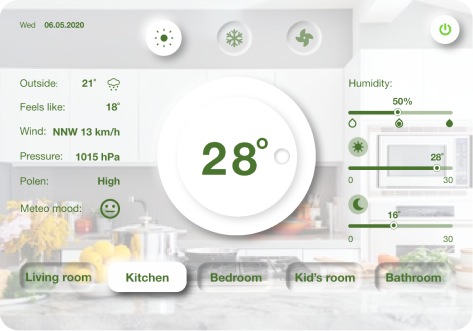 Wed 06.05.2020
Outside: 21°
Feels like: 18°
Wind: NNW 13 km/h
Pressure: 1015 hPa
Polen: High
Meteo mood:
28°
Humidity:
50%
28°
0 30
16°
0 30
Living room Kitchen Bedroom Kid's room Bathroom